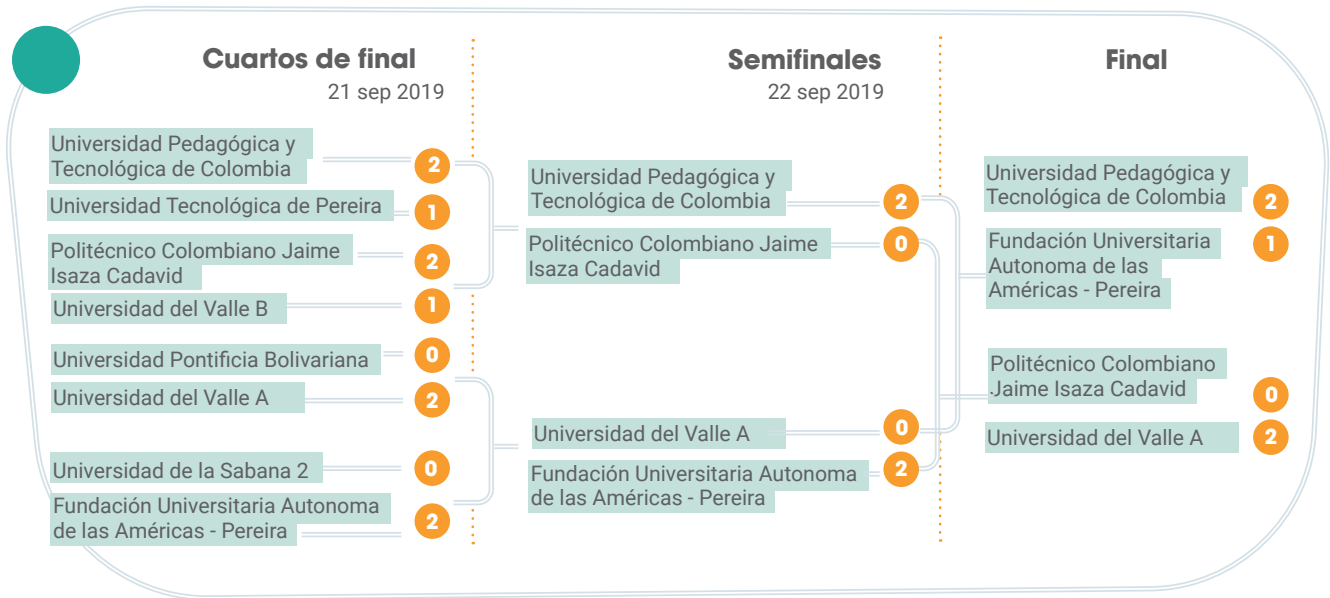 Cuartos de final
21 sep 2019
Universidad Pedagógica y
Tecnológica de Colombia
2
Universidad Tecnológica de Pereira
1
Politécnico Colombiano Jaime
Isaza Cadavid
2
Universidad del Valle B
1
Universidad Pontificia Bolivariana
0
Universidad del Valle A
2
Universidad de la Sabana 2
0
Fundación Universitaria Autonoma
de las Américas - Pereira
2
Semifinales
22 sep 2019
Universidad Pedagógica y
Tecnológica de Colombia
2
Politécnico Colombiano Jaime
Isaza Cadavid
0
Universidad del Valle A
0
Fundación Universitaria Autonoma
de las Américas - Pereira
2
Final
Universidad Pedagógica y
Tecnológica de Colombia
2
Fundación Universitaria
Autonoma de las
Américas - Pereira
1
Politécnico Colombiano
Jaime Isaza Cadavid
0
Universidad del Valle A
2